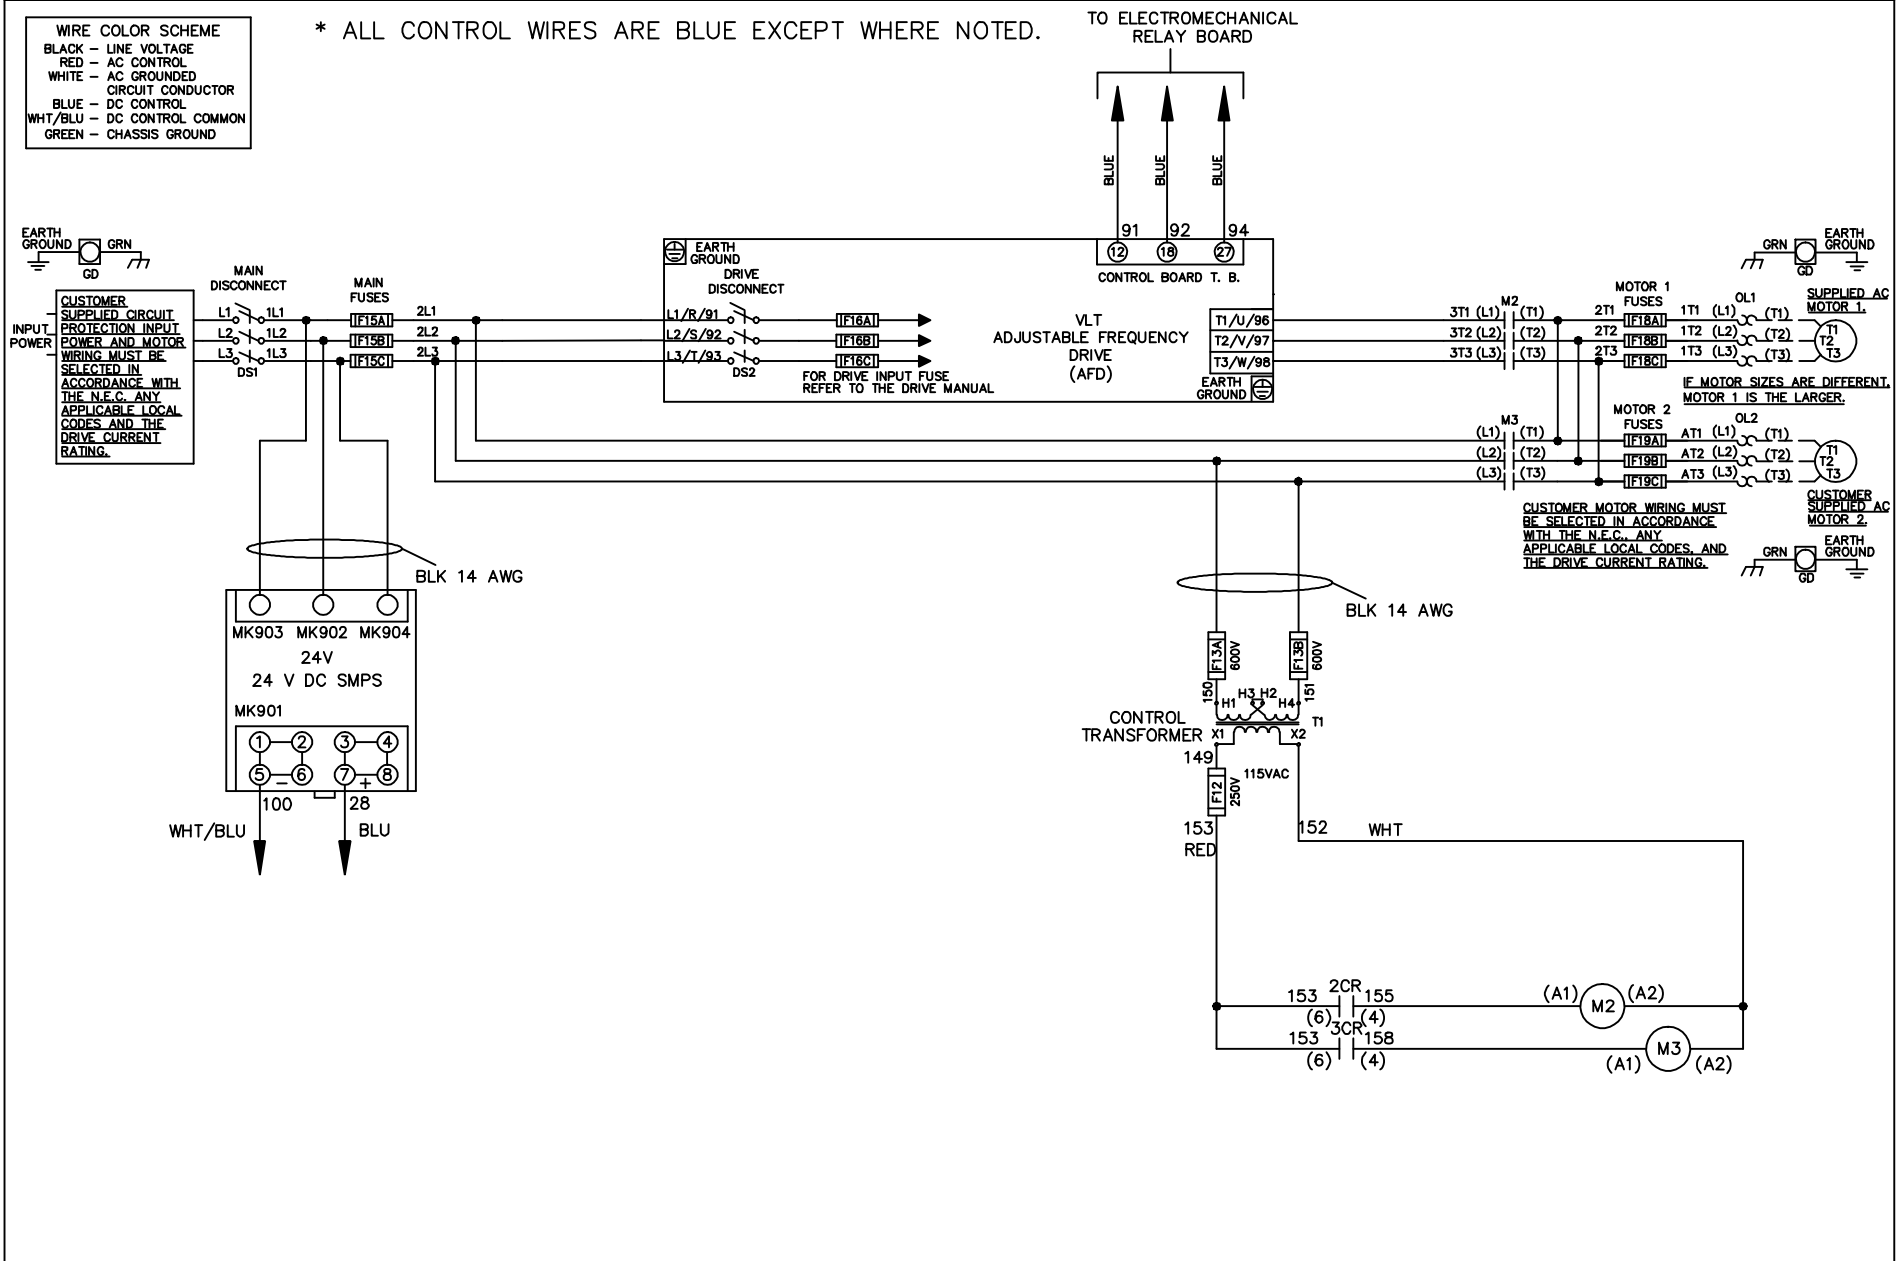 WIRE COLOR SCHEME
BLACK – LINE VOLTAGE
RED – AC CONTROL
WHITE – AC GROUNDED
CIRCUIT CONDUCTOR
BLUE – DC CONTROL
WHT/BLU – DC CONTROL COMMON
GREEN – CHASSIS GROUND
* ALL CONTROL WIRES ARE BLUE EXCEPT WHERE NOTED.
TO ELECTROMECHANICAL
RELAY BOARD
BLUE
BLUE
BLUE
91 92 94
12 18 27
CONTROL BOARD T. B.
EARTH
GROUND
GRN
GD
CUSTOMER
SUPPLIED CIRCUIT
PROTECTION INPUT
POWER AND MOTOR
WIRING MUST BE
SELECTED IN
ACCORDANCE WITH
THE N.E.C. ANY
APPLICABLE LOCAL
CODES AND THE
DRIVE CURRENT
RATING.
INPUT
POWER
MAIN
DISCONNECT
L1 1L1
L2 1L2
L3 1L3
DS1
MAIN
FUSES
F15A 2L1
F15B 2L2
F15C 2L3
EARTH
GROUND
DRIVE
DISCONNECT
L1/R/91
L2/S/92
L3/T/93
DS2
F16A
F16B
F16C
FOR DRIVE INPUT FUSE
REFER TO THE DRIVE MANUAL
VLT
ADJUSTABLE FREQUENCY
DRIVE
(AFD)
T1/U/96
T2/V/97
T3/W/98
EARTH
GROUND
M2
3T1 (L1) (T1) 2T1
3T2 (L2) (T2) 2T2
3T3 (L3) (T3) 2T3
MOTOR 1
FUSES
F18A 1T1 (L1) (T1)
F18B 1T2 (L2) (T2)
F18C 1T3 (L3) (T3)
OL1
T1
T2
T3
GRN
EARTH
GROUND
GD
SUPPLIED AC
MOTOR 1.
IF MOTOR SIZES ARE DIFFERENT,
MOTOR 1 IS THE LARGER.
M3
(L1) (T1)
(L2) (T2)
(L3) (T3)
MOTOR 2
FUSES
F19A AT1 (L1) (T1)
F19B AT2 (L2) (T2)
F19C AT3 (L3) (T3)
OL2
T1
T2
T3
CUSTOMER
SUPPLIED AC
MOTOR 2.
CUSTOMER MOTOR WIRING MUST
BE SELECTED IN ACCORDANCE
WITH THE N.E.C., ANY
APPLICABLE LOCAL CODES, AND
THE DRIVE CURRENT RATING.
GRN
EARTH
GROUND
GD
BLK 14 AWG
MK903 MK902 MK904
24V
24 V DC SMPS
MK901
1 2 3 4
5 6 7 8
– +
100 28
WHT/BLU BLU
BLK 14 AWG
F13A
600V
F13B
600V
150 151
H1 H3 H2 H4
T1
CONTROL
TRANSFORMER
X1 X2
149
115VAC
F12
250V
153
RED
152 WHT
2CR
153 155
(6) (4)
(A1) M2 (A2)
3CR
153 158
(6) (4)
(A1) M3 (A2)